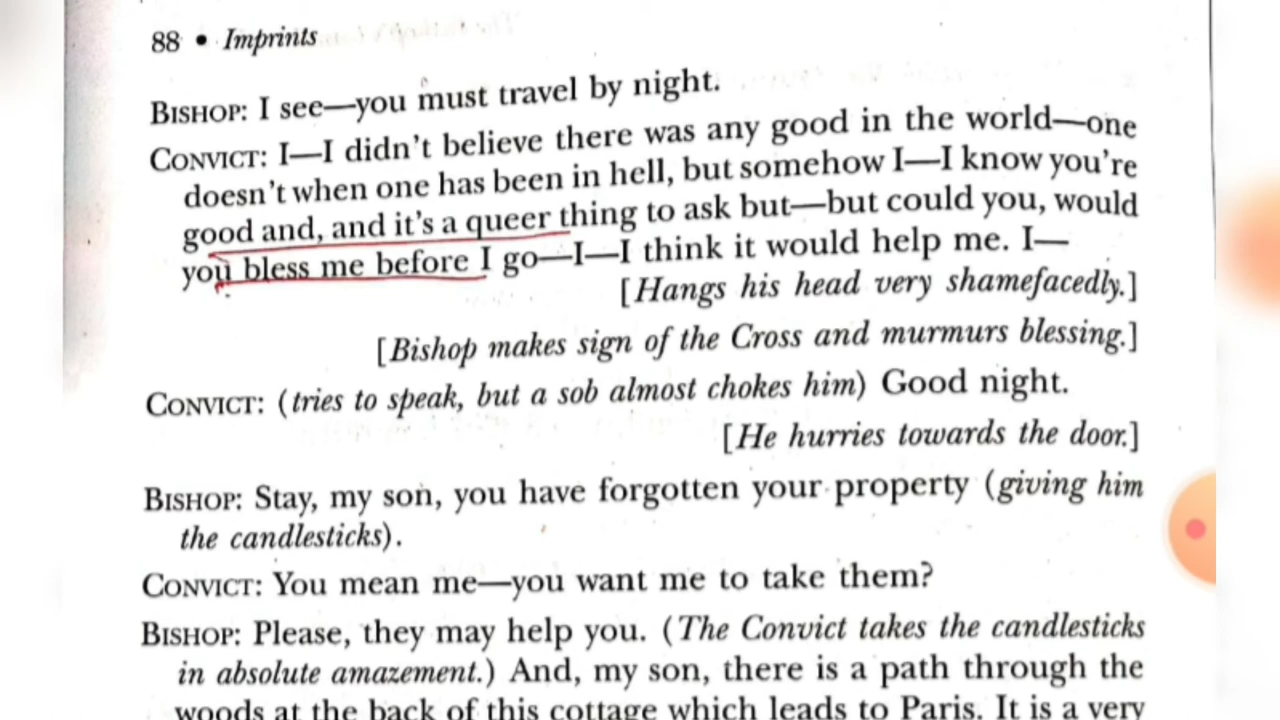 88 • Imprints
BISHOP: I see—you must travel by night.
CONVICT: I—I didn't believe there was any good in the world—one
doesn't when one has been in hell, but somehow I—I know you're
good and, and it's a queer thing to ask but—but could you, would
you bless me before I go—I—I think it would help me. I—
[Hangs his head very shamefacedly.]
[Bishop makes sign of the Cross and murmurs blessing.]
CONVICT: (tries to speak, but a sob almost chokes him) Good night.
[He hurries towards the door.]
BISHOP: Stay, my son, you have forgotten your property (giving him
the candlesticks).
CONVICT: You mean me—you want me to take them?
BISHOP: Please, they may help you. (The Convict takes the candlesticks
in absolute amazement.) And, my son, there is a path through the
woods at the back of this cottage which leads to Paris. It is a very